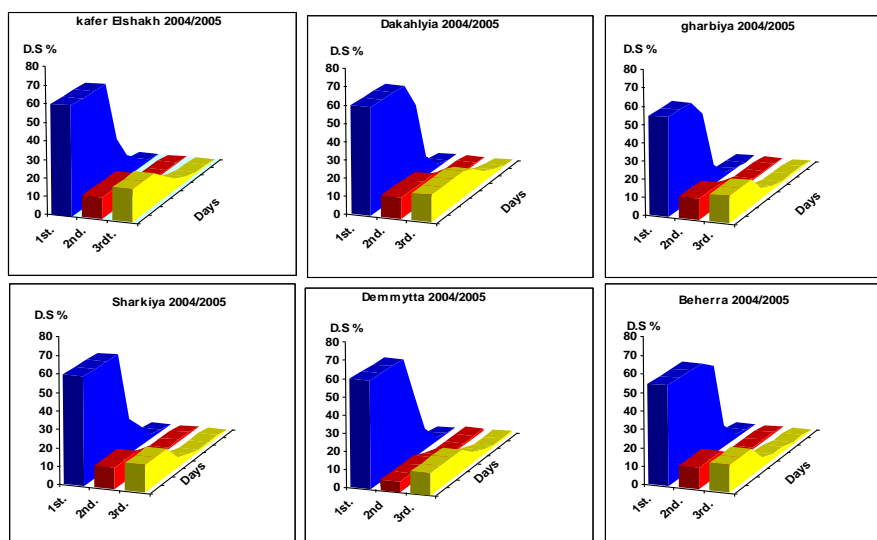 kafer Elshakh 2004/2005
D.S %
80
70
60
50
40
30
20
10
0
1st.
2nd.
3rdt.
Days
Dakahlyia 2004/2005
D.S %
80
70
60
50
40
30
20
10
0
1st.
2nd.
3rd.
Days
gharbiya 2004/2005
D.S %
80
70
60
50
40
30
20
10
0
1st.
2nd.
3rd.
Days
Sharkiya 2004/2005
D.S %
80
70
60
50
40
30
20
10
0
1st.
2nd.
3rd.
Days
Demmytta 2004/2005
D.S %
80
70
60
50
40
30
20
10
0
1st.
2nd
3rd.
Days
Beherra 2004/2005
D.S %
80
70
60
50
40
30
20
10
0
1st.
2nd.
3rd.
Days